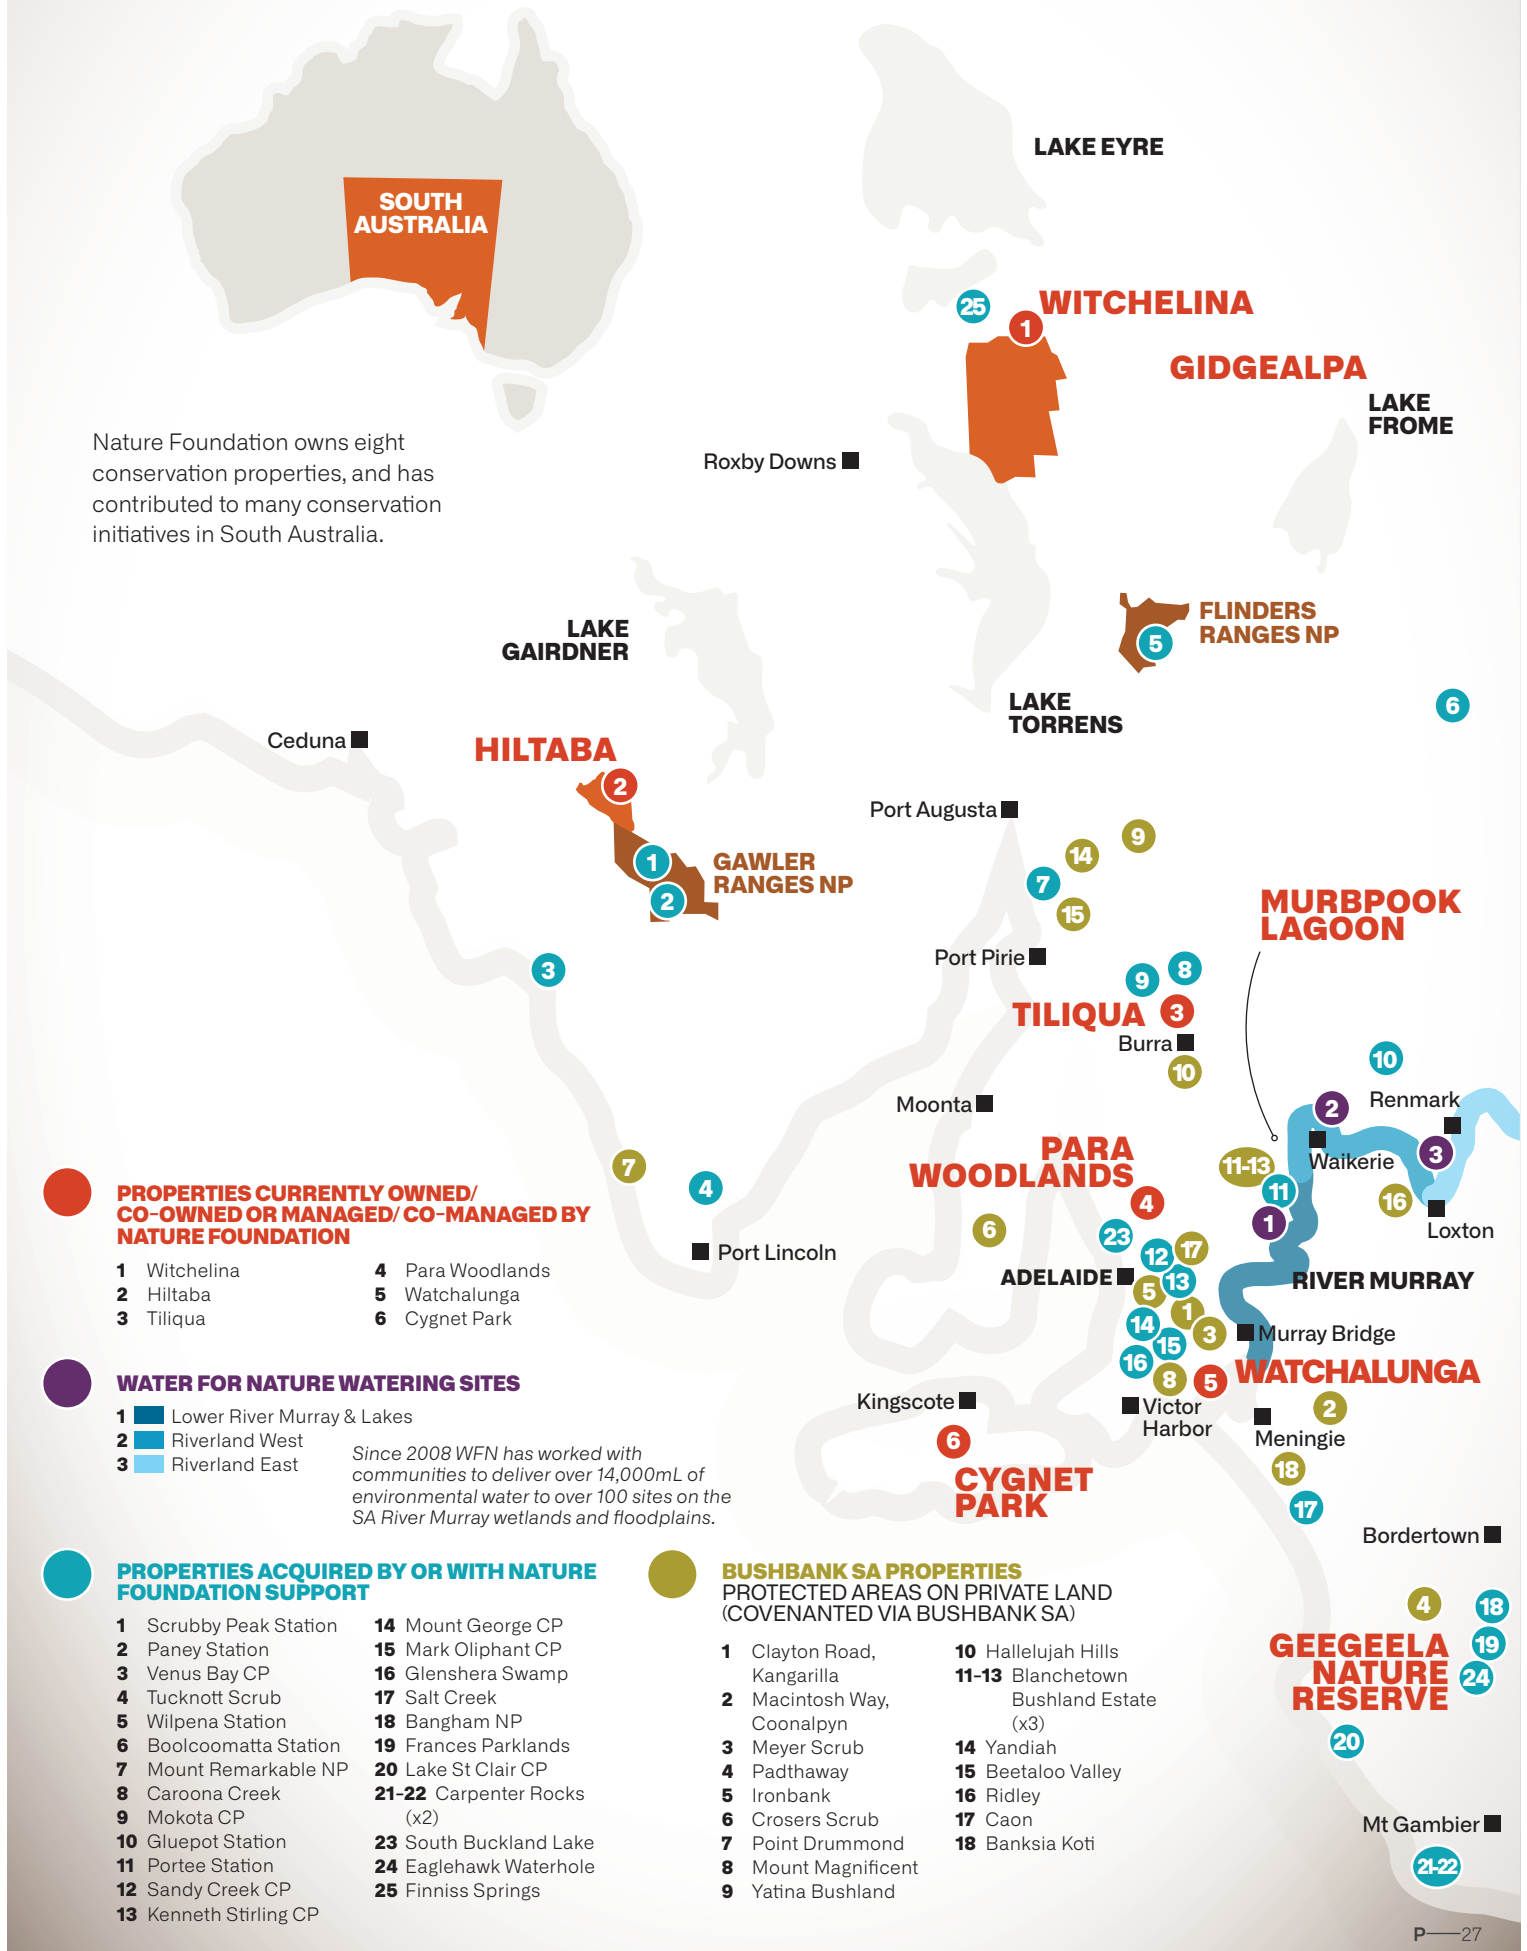 SOUTH
AUSTRALIA
LAKE EYRE
25
WITCHELINA
1
GIDGEALPA
LAKE
FROME
Nature Foundation owns eight
conservation properties, and has
contributed to many conservation
initiatives in South Australia.
Roxby Downs
FLINDERS
RANGES NP
5
LAKE
GAIRDNER
LAKE
TORRENS
6
Ceduna
HILTABA
2
Port Augusta
9
14
1
GAWLER
RANGES NP
2
7
15
MURBPOOK
LAGOON
Port Pirie
3
9
8
TILIQUA
3
Burra
10
10
Moonta
2
Renmark
PARA
WOODLANDS
Waikerie
3
11-13
7
4
11
16
4
1
Loxton
6
23
12
17
Port Lincoln
ADELAIDE
13
RIVER MURRAY
5
1
14
3
Murray Bridge
15
16
8
5
WATCHALUNGA
Kingscote
Victor
Harbor
2
Meningie
6
CYGNET
PARK
18
17
Bordertown
4
18
GEEGEELA
NATURE
RESERVE
19
24
20
Mt Gambier
21-22
PROPERTIES CURRENTLY OWNED/
CO-OWNED OR MANAGED/ CO-MANAGED BY
NATURE FOUNDATION
1 Witchelina
2 Hiltaba
3 Tiliqua
4 Para Woodlands
5 Watchalunga
6 Cygnet Park
WATER FOR NATURE WATERING SITES
1 Lower River Murray & Lakes
2 Riverland West
3 Riverland East
Since 2008 WFN has worked with
communities to deliver over 14,000mL of
environmental water to over 100 sites on the
SA River Murray wetlands and floodplains.
PROPERTIES ACQUIRED BY OR WITH NATURE
FOUNDATION SUPPORT
1 Scrubby Peak Station
2 Paney Station
3 Venus Bay CP
4 Tucknott Scrub
5 Wilpena Station
6 Boolcoomatta Station
7 Mount Remarkable NP
8 Caroona Creek
9 Mokota CP
10 Gluepot Station
11 Portee Station
12 Sandy Creek CP
13 Kenneth Stirling CP
14 Mount George CP
15 Mark Oliphant CP
16 Glenshera Swamp
17 Salt Creek
18 Bangham NP
19 Frances Parklands
20 Lake St Clair CP
21-22 Carpenter Rocks
(x2)
23 South Buckland Lake
24 Eaglehawk Waterhole
25 Finniss Springs
BUSHBANK SA PROPERTIES
PROTECTED AREAS ON PRIVATE LAND
(COVENANTED VIA BUSHBANK SA)
1 Clayton Road,
Kangarilla
2 Macintosh Way,
Coonalpyn
3 Meyer Scrub
4 Padthaway
5 Ironbank
6 Crosers Scrub
7 Point Drummond
8 Mount Magnificent
9 Yatina Bushland
10 Hallelujah Hills
11-13 Blanchetown
Bushland Estate
(x3)
14 Yandiah
15 Beetaloo Valley
16 Ridley
17 Caon
18 Banksia Koti
P—27